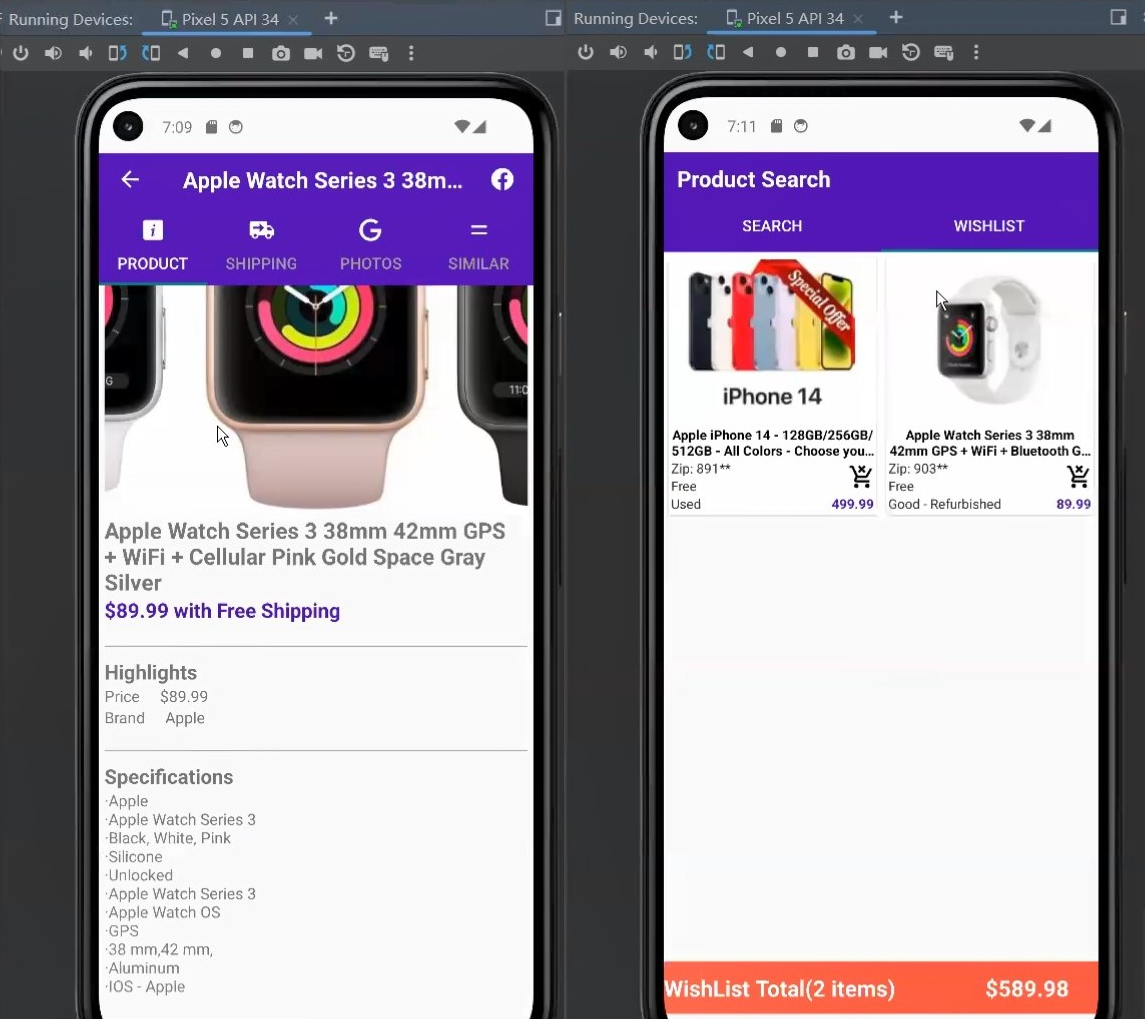 Running Devices:
Pixel 5 API 34
7:09
Apple Watch Series 3 38m...
PRODUCT
SHIPPING
PHOTOS
SIMILAR
G
11:0
Apple Watch Series 3 38mm 42mm GPS
+ WiFi + Cellular Pink Gold Space Gray
Silver
$89.99 with Free Shipping
Highlights
Price $89.99
Brand Apple
Specifications
·Apple
·Apple Watch Series 3
·Black, White, Pink
·Silicone
·Unlocked
·Apple Watch Series 3
·Apple Watch OS
·GPS
·38 mm,42 mm,
·Aluminum
·IOS - Apple
Running Devices:
Pixel 5 API 34
7:11
Product Search
SEARCH
WISHLIST
Special Offer
iPhone 14
Apple iPhone 14 - 128GB/256GB/
512GB - All Colors - Choose you...
Zip: 891**
Free
Used
499.99
Apple Watch Series 3 38mm
42mm GPS + WiFi + Bluetooth G...
Zip: 903**
Free
Good - Refurbished
89.99
WishList Total(2 items)
$589.98